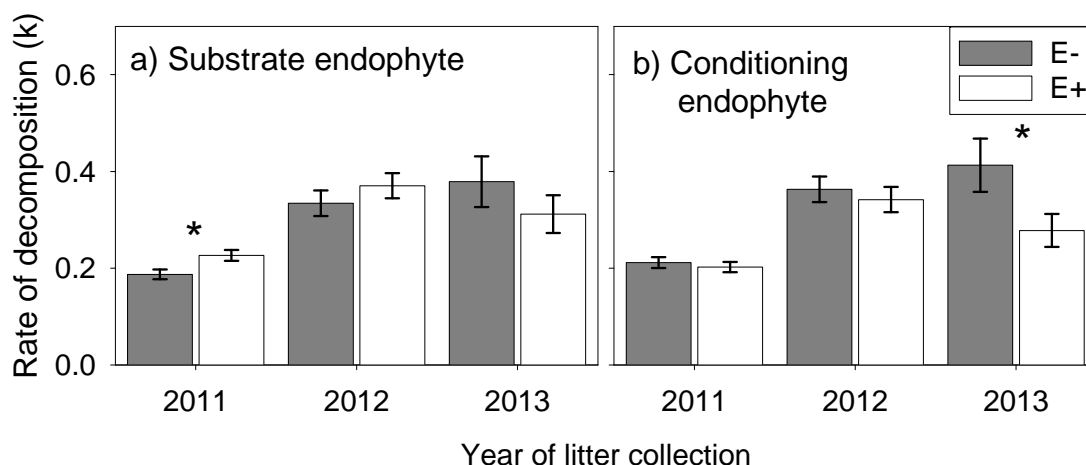 Rate of decomposition (k)
0.6
0.4
0.2
0.0
a) Substrate endophyte
*
2011 2012 2013
b) Conditioning
endophyte
E-
E+
*
2011 2012 2013
Year of litter collection